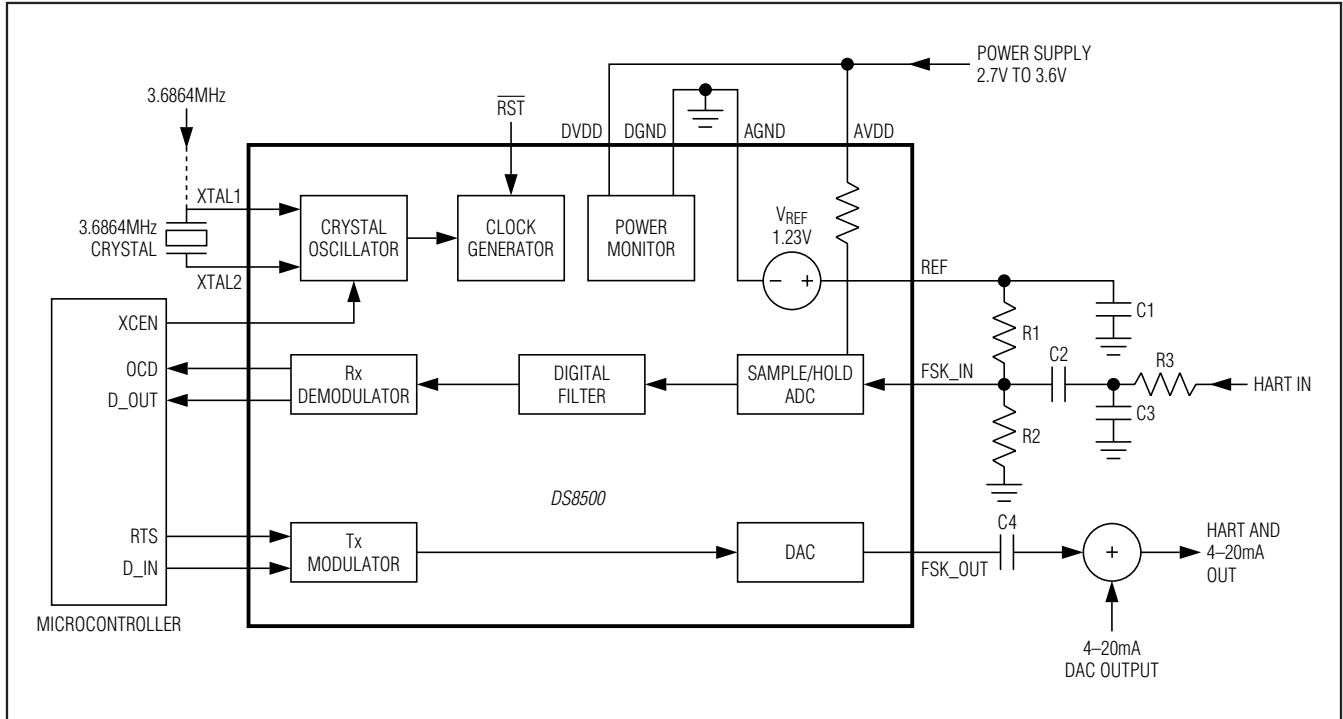 POWER SUPPLY
2.7V TO 3.6V
3.6864MHz
RST
DVDD
DGND
AGND
AVDD
XTAL1
3.6864MHz
CRYSTAL
XTAL2
CRYSTAL
OSCILLATOR
CLOCK
GENERATOR
POWER
MONITOR
VREF
1.23V
− +
REF
C1
R1
XCEN
OCD
D_OUT
Rx
DEMODULATOR
DIGITAL
FILTER
SAMPLE/HOLD
ADC
FSK_IN
C2
R3
HART IN
C3
R2
DS8500
RTS
D_IN
Tx
MODULATOR
DAC
FSK_OUT
C4
+
HART AND
4–20mA
OUT
MICROCONTROLLER
4–20mA
DAC OUTPUT